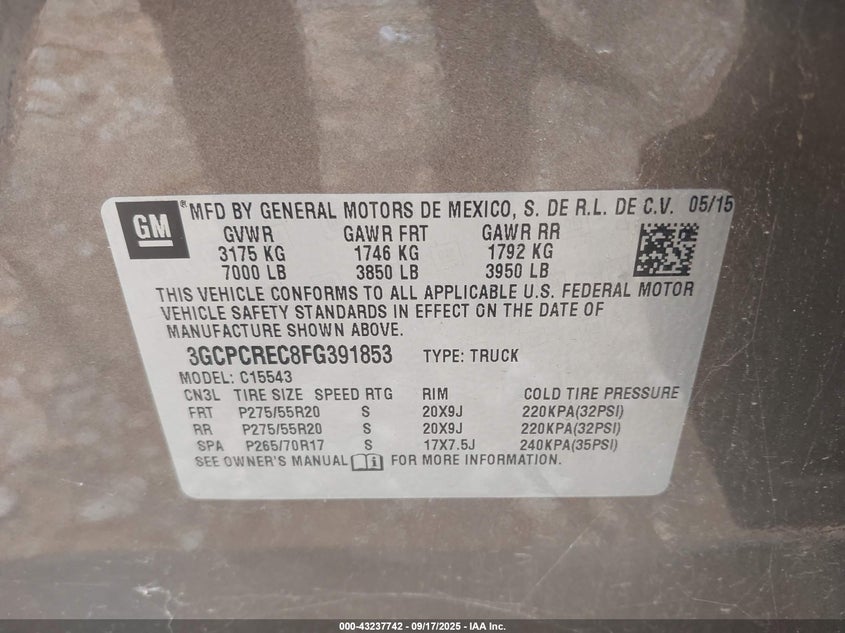 GM ® MFD BY GENERAL MOTORS DE MEXICO, S. DE R.L. DE C.V. 05/15
GVWR GAWR FRT GAWR RR
3175 KG 1746 KG 1792 KG
7000 LB 3850 LB 3950 LB
THIS VEHICLE CONFORMS TO ALL APPLICABLE U.S. FEDERAL MOTOR
VEHICLE SAFETY STANDARDS IN EFFECT ON THE DATE OF
MANUFACTURE SHOWN ABOVE.
3GCPCREC8FG391853 TYPE: TRUCK
MODEL: C15543
CN3L TIRE SIZE SPEED RTG RIM COLD TIRE PRESSURE
FRT P275/55R20 S 20X9J 220KPA(32PSI)
RR P275/55R20 S 20X9J 220KPA(32PSI)
SPA P265/70R17 S 17X7.5J 240KPA(35PSI)
SEE OWNER'S MANUAL FOR MORE INFORMATION.
000-43237742 - 09/17/2025 - IAA Inc.